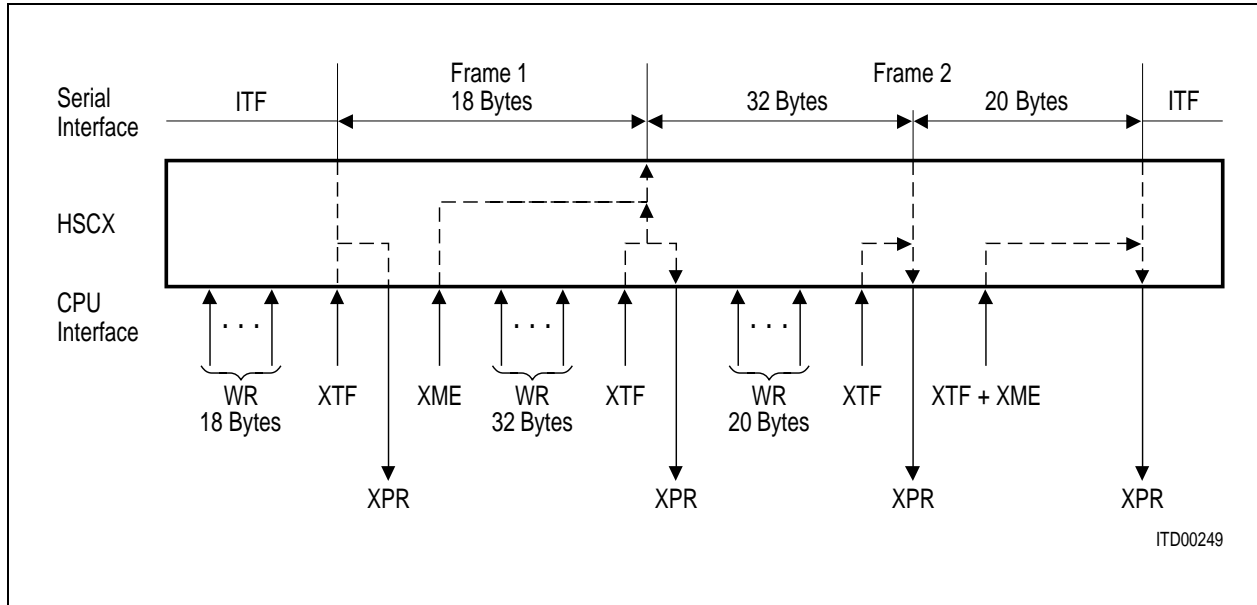 Frame 1
Frame 2
Serial
Interface
ITF
18 Bytes
32 Bytes
20 Bytes
ITF
HSCX
CPU
Interface
. . .
. . .
. . .
WR
18 Bytes
XTF
XME
WR
32 Bytes
XTF
WR
20 Bytes
XTF
XTF + XME
XPR
XPR
XPR
XPR
ITD00249